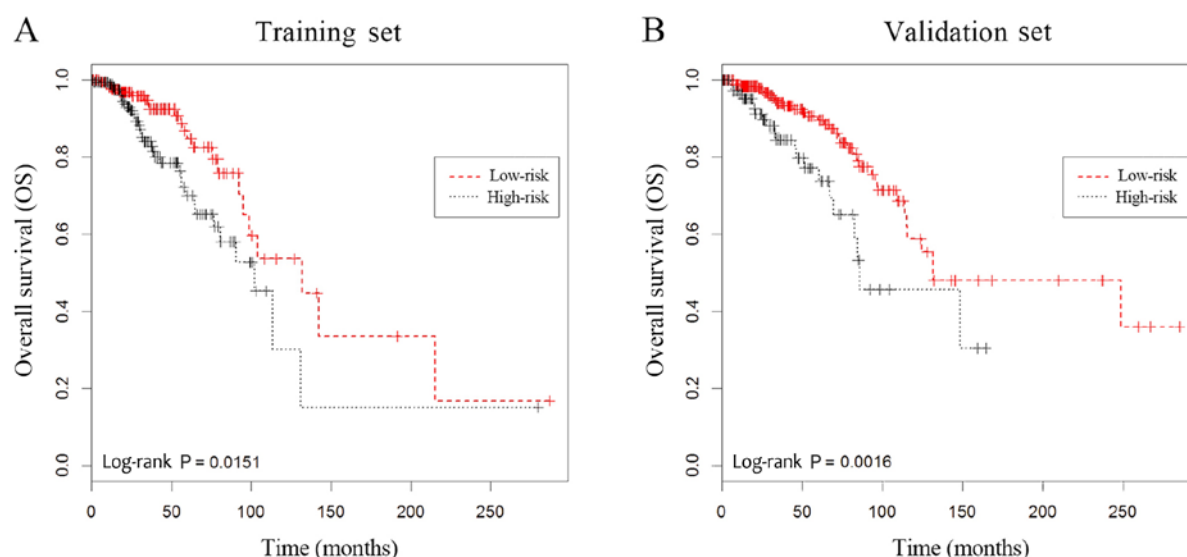 A
Training set
Overall survival (OS)
1.0
0.8
0.6
0.4
0.2
0.0
Low-risk
High-risk
Log-rank P = 0.0151
0 50 100 150 200 250
Time (months)
B
Validation set
Overall survival (OS)
1.0
0.8
0.6
0.4
0.2
0.0
Low-risk
High-risk
Log-rank P = 0.0016
0 50 100 150 200 250
Time (months)